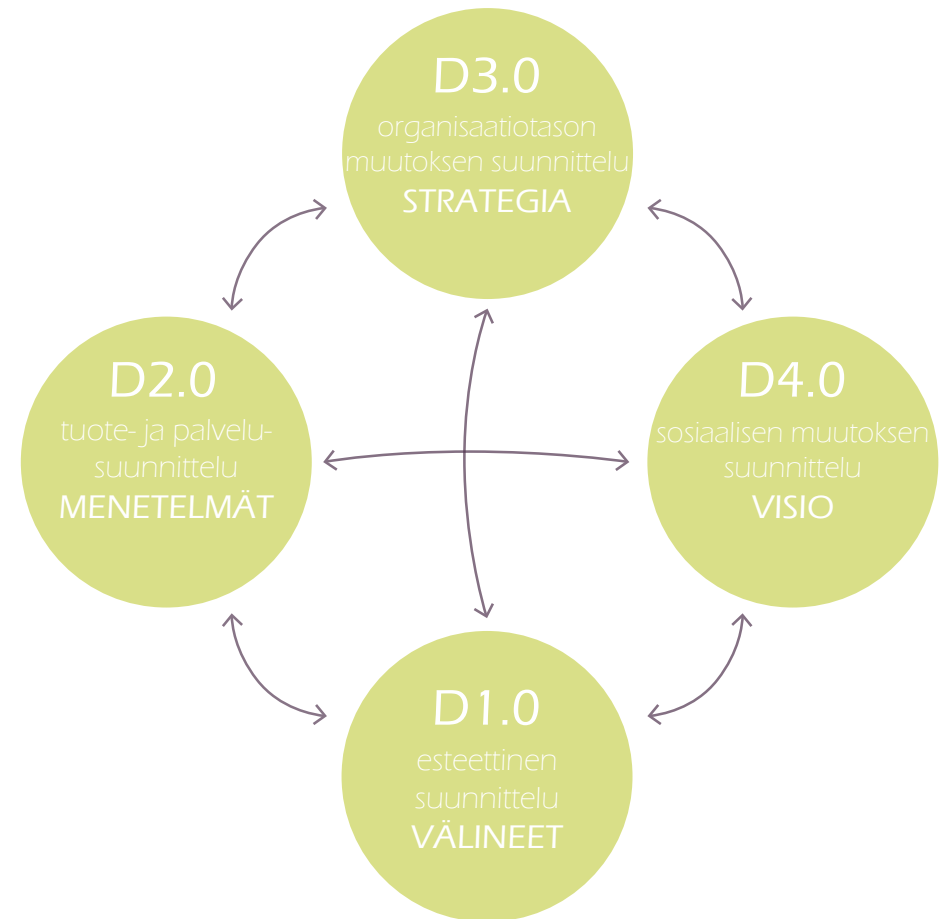 D3.0
organisaatiotason
muutoksen suunnittelu
STRATEGIA
D2.0
tuote- ja palvelu-
suunnittelu
MENETELMÄT
D4.0
sosiaalisen muutoksen
suunnittelu
VISIO
D1.0
esteettinen
suunnittelu
VÄLINEET